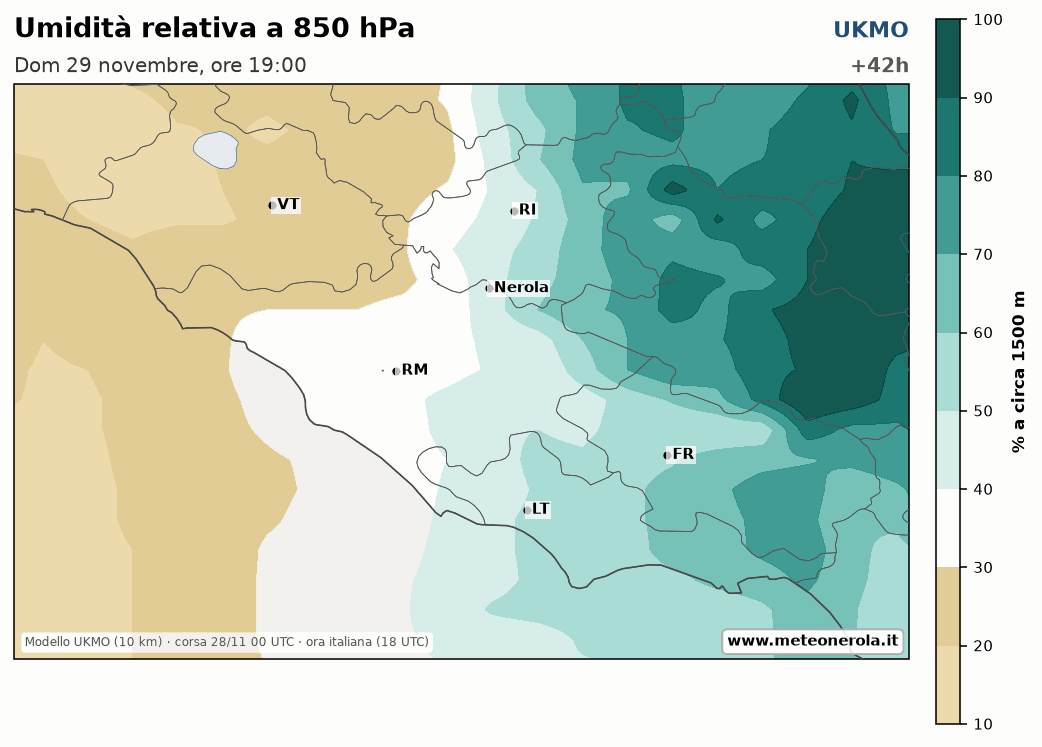 Umidità relativa a 850 hPa
UKMO
Dom 29 novembre, ore 19:00
+42h
VT
RI
Nerola
RM
FR
LT
100
90
80
70
60
50
40
30
20
10
% a circa 1500 m
Modello UKMO (10 km) · corsa 28/11 00 UTC · ora italiana (18 UTC)
www.meteonerola.it